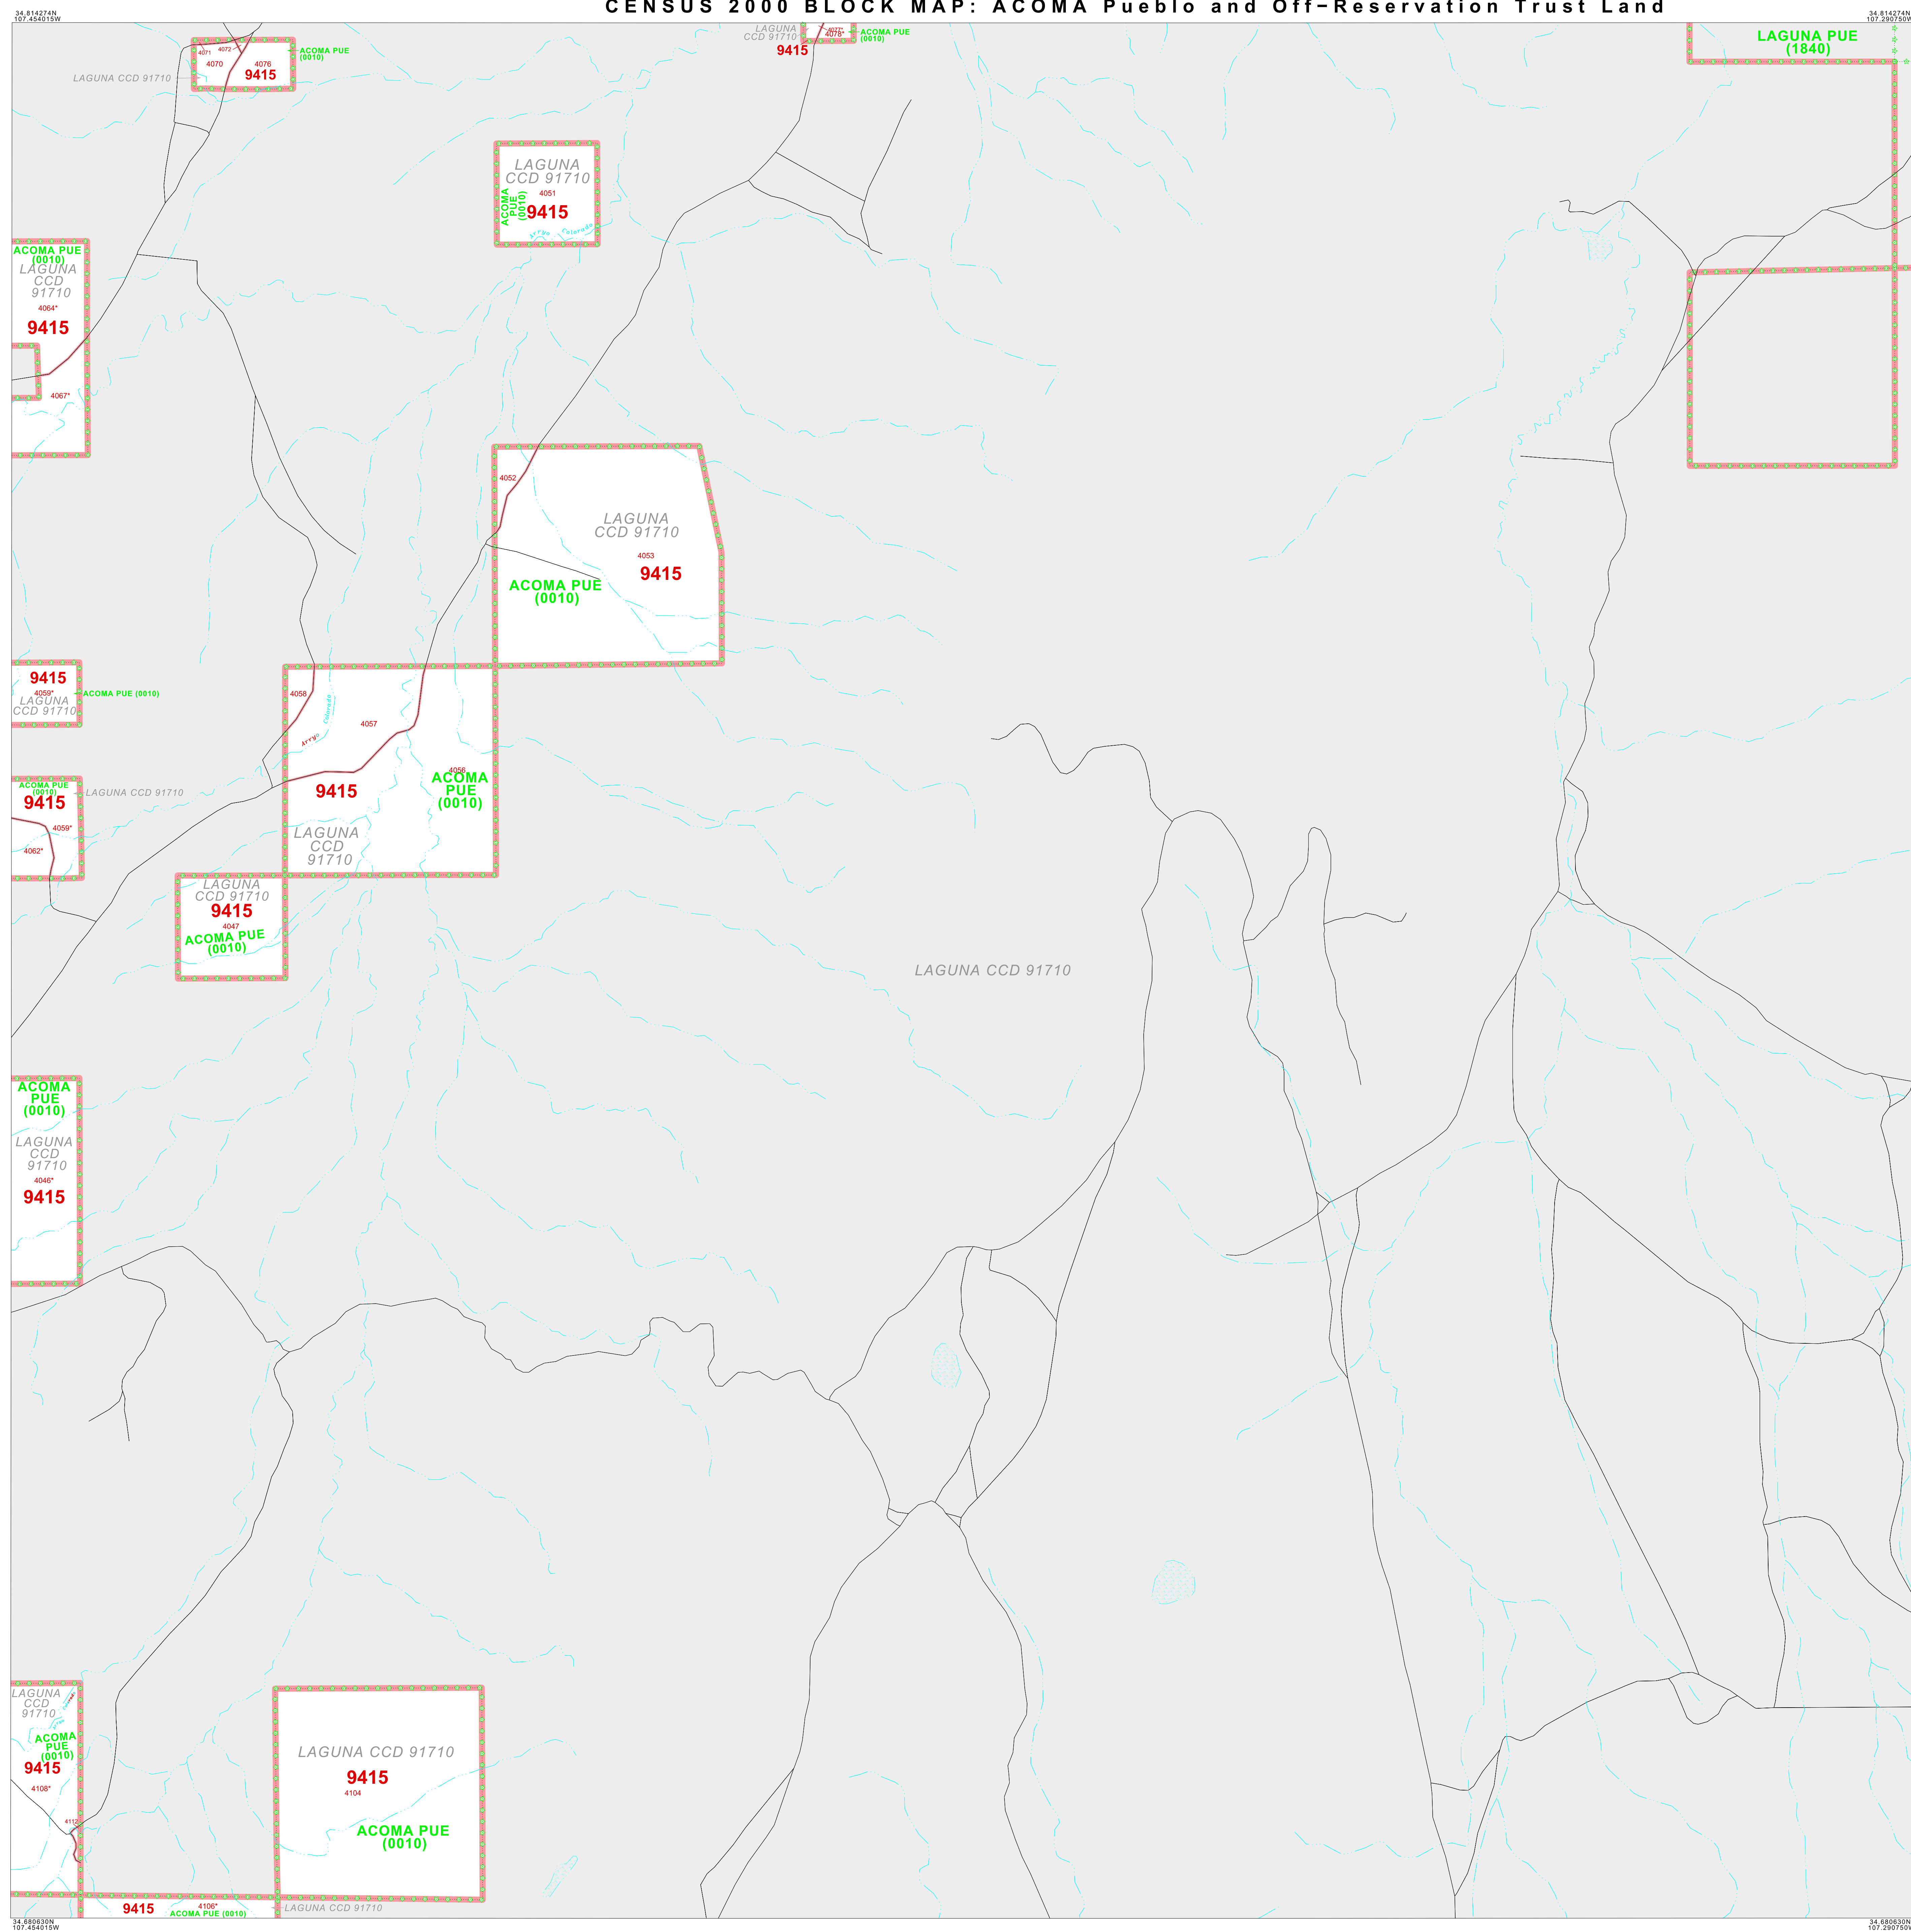 CENSUS 2000 BLOCK MAP: ACOMA Pueblo and Off−Reservation Trust Land
34.814274N
107.454015W
34.814274N
107.290750W
4071
4072
4070
4076
9415
ACOMA PUE
(0010)
LAGUNA CCD 91710
LAGUNA
CCD 91710
4077*
4076*
9415
ACOMA PUE
(0010)
LAGUNA PUE
(1840)
LAGUNA
CCD 91710
4051
ACOMA
PUE
(0010)
9415
Arroyo Colorado
ACOMA PUE
(0010)
LAGUNA
CCD
91710
4064*
9415
4067*
4052
LAGUNA
CCD 91710
4053
9415
ACOMA PUE
(0010)
9415
4059*
LAGUNA
CCD 91710
ACOMA PUE (0010)
4058
Arroyo Colorado
4057
4056
ACOMA
PUE
(0010)
9415
LAGUNA
CCD
91710
ACOMA PUE
(0010)
9415
LAGUNA CCD 91710
4059*
4062*
LAGUNA
CCD 91710
9415
4047
ACOMA PUE
(0010)
LAGUNA CCD 91710
ACOMA
PUE
(0010)
LAGUNA
CCD
91710
4046*
9415
LAGUNA
CCD
91710
ACOMA
PUE
(0010)
9415
4108*
4112
LAGUNA CCD 91710
9415
4104
ACOMA PUE
(0010)
9415
4106*
ACOMA PUE (0010)
LAGUNA CCD 91710
34.680630N
107.454015W
34.680630N
107.290750W